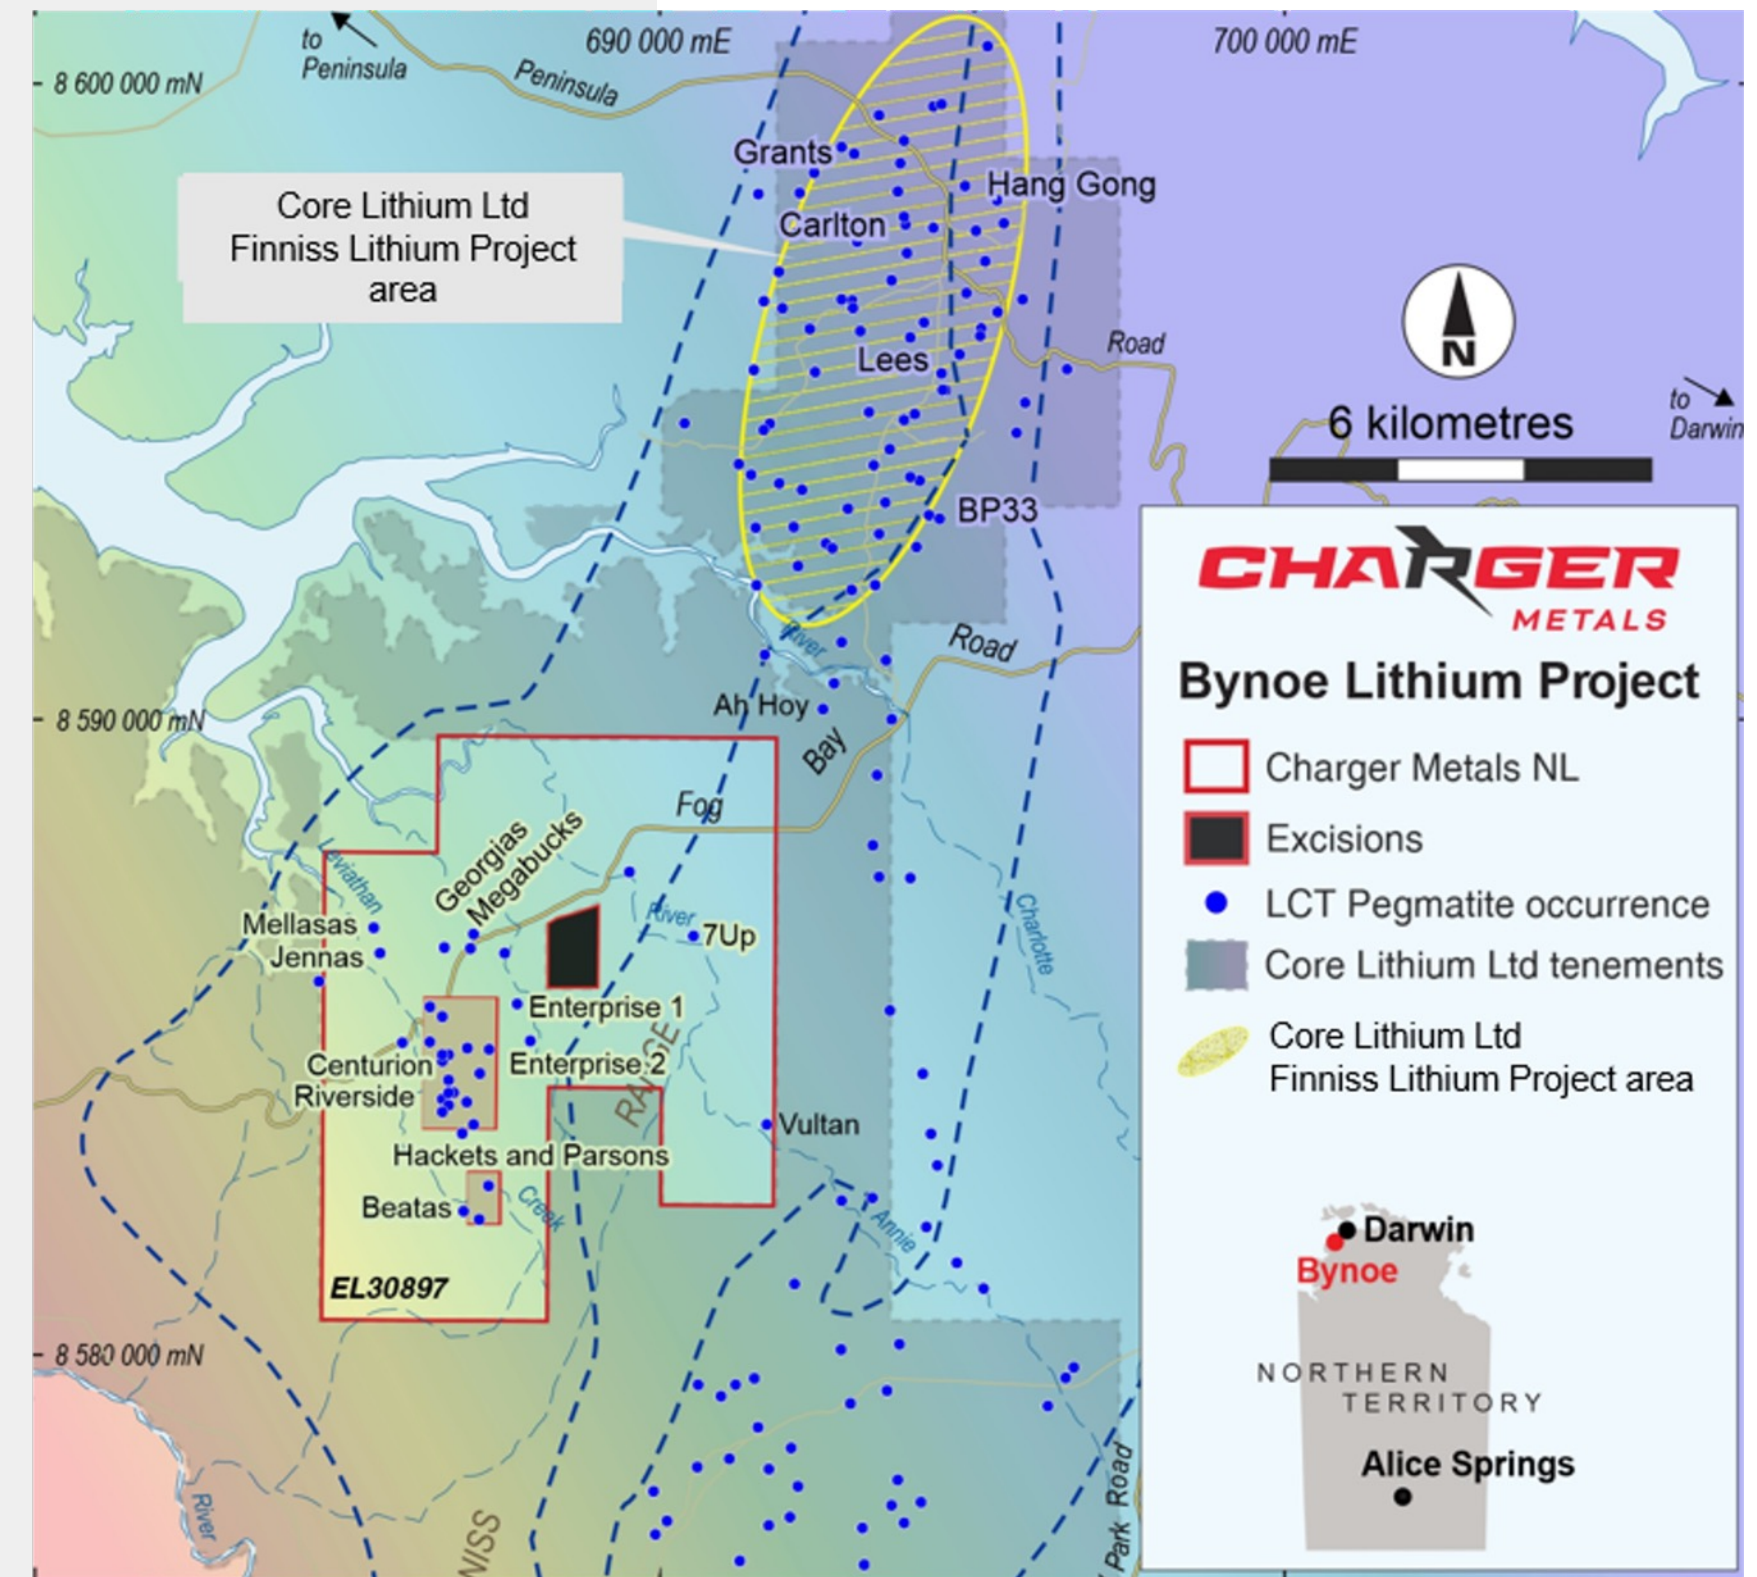 to
Peninsula
690 000 mE
700 000 mE
8 600 000 mN
Peninsula
Grants
Hang Gong
Core Lithium Ltd
Finniss Lithium Project
area
Carlton
Road
Lees
N
to
Darwin
6 kilometres
BP33
River
Road
8 590 000 mN
Ah Hoy
Bay
Fog
Georgias
Megabucks
Leviathan
Mellasas
Jennas
River
7Up
Charlotte
Enterprise 1
Centurion
Enterprise 2
Riverside
RANGE
Vultan
Hackets and Parsons
Beatas
Creek
Annie
EL30897
8 580 000 mN
River
Park Road
CHARGER
METALS
Bynoe Lithium Project
Charger Metals NL
Excisions
LCT Pegmatite occurrence
Core Lithium Ltd tenements
Core Lithium Ltd
Finniss Lithium Project area
Darwin
Bynoe
NORTHERN
TERRITORY
Alice Springs